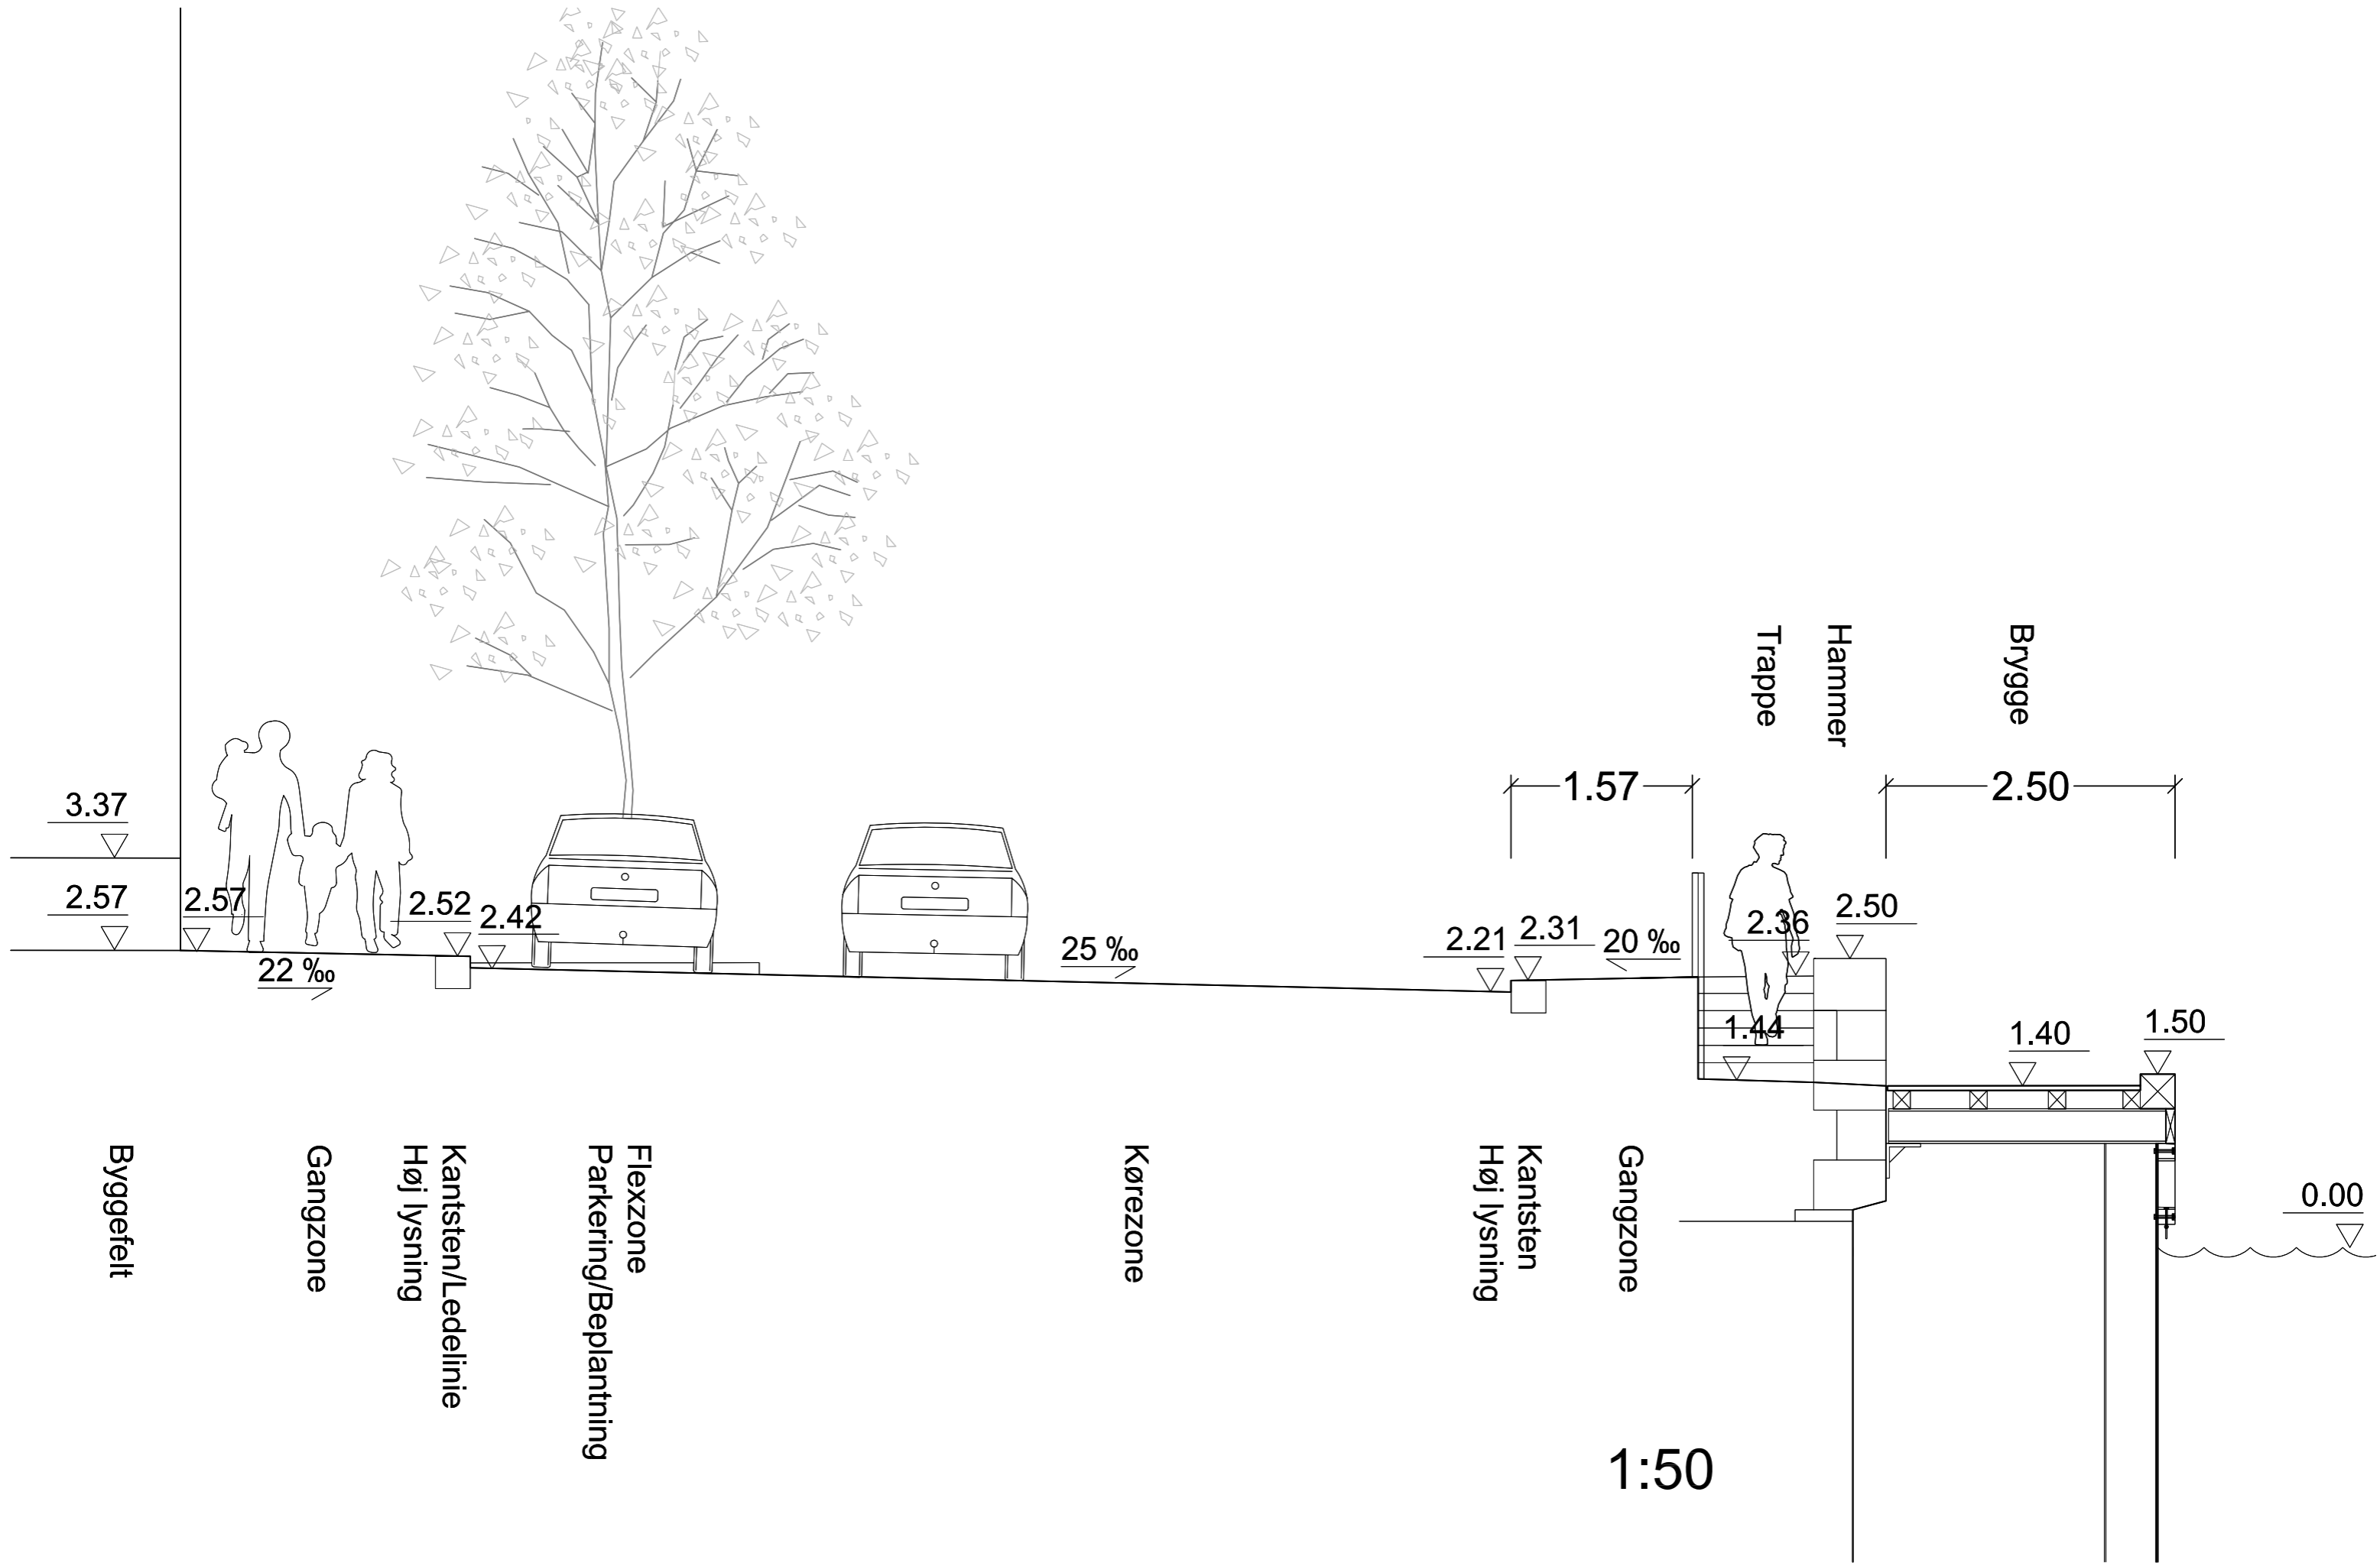 Trappe
Hammer
Brygge
1.57
2.50
3.37
2.57
2.57
2.52
2.42
22 ‰
25 ‰
2.21
2.31
20 ‰
2.36
2.50
1.44
1.40
1.50
0.00
Byggefelt
Gangzone
Kantsten/Ledelinie
Høj lysning
Flexzone
Parkering/Beplantning
Kørezone
Kantsten
Høj lysning
Gangzone
1:50